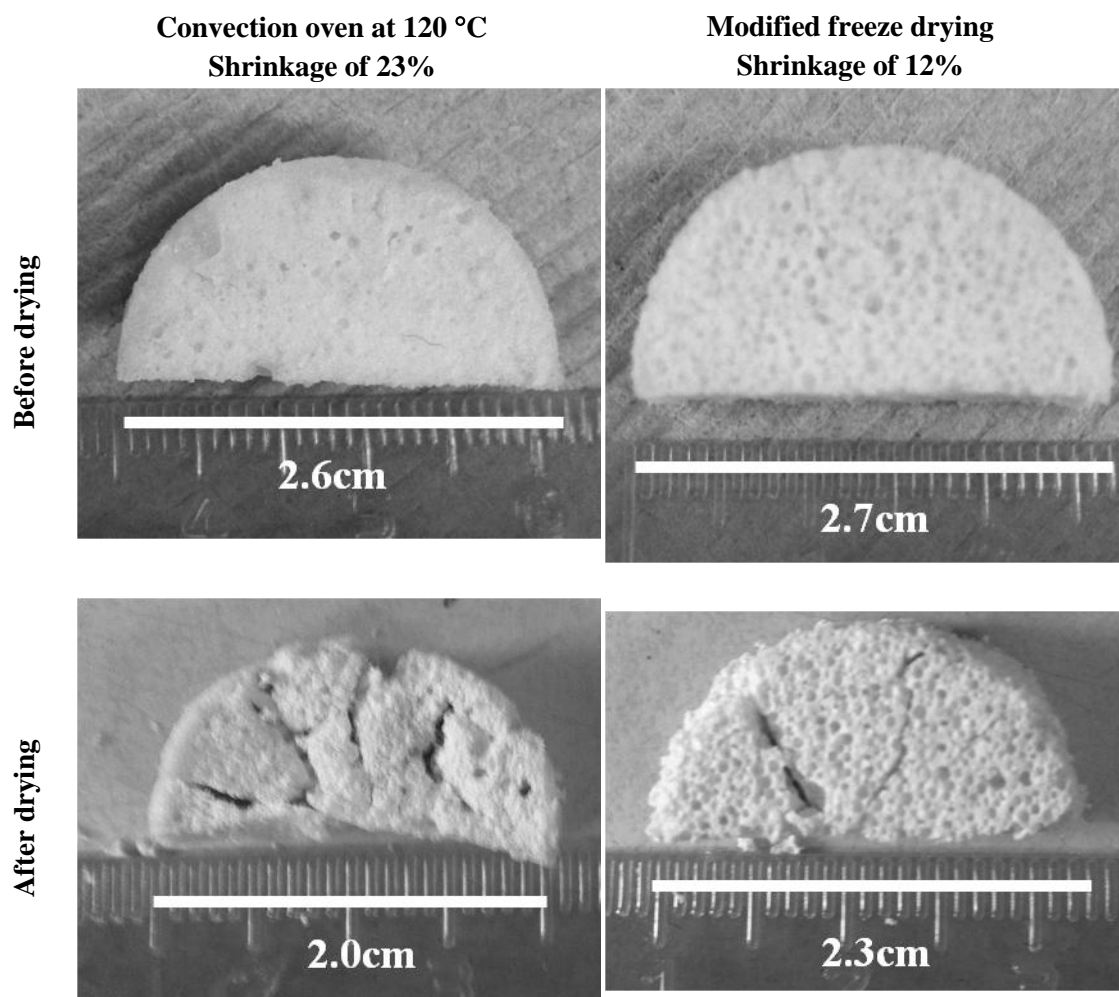 Convection oven at 120 °C
Shrinkage of 23%
Modified freeze drying
Shrinkage of 12%
Before drying
2.6cm
2.7cm
After drying
2.0cm
2.3cm